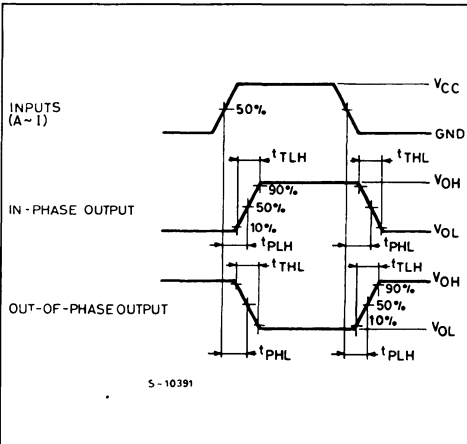 VCC
INPUTS
(A~I)
50%
GND
tTLH
tTHL
VOH
90%
IN-PHASE OUTPUT
50%
10%
VOL
tPLH
tPHL
tTHL
tTLH
VOH
90%
OUT-OF-PHASE OUTPUT
50%
10%
VOL
tPHL
tPLH
S-10391